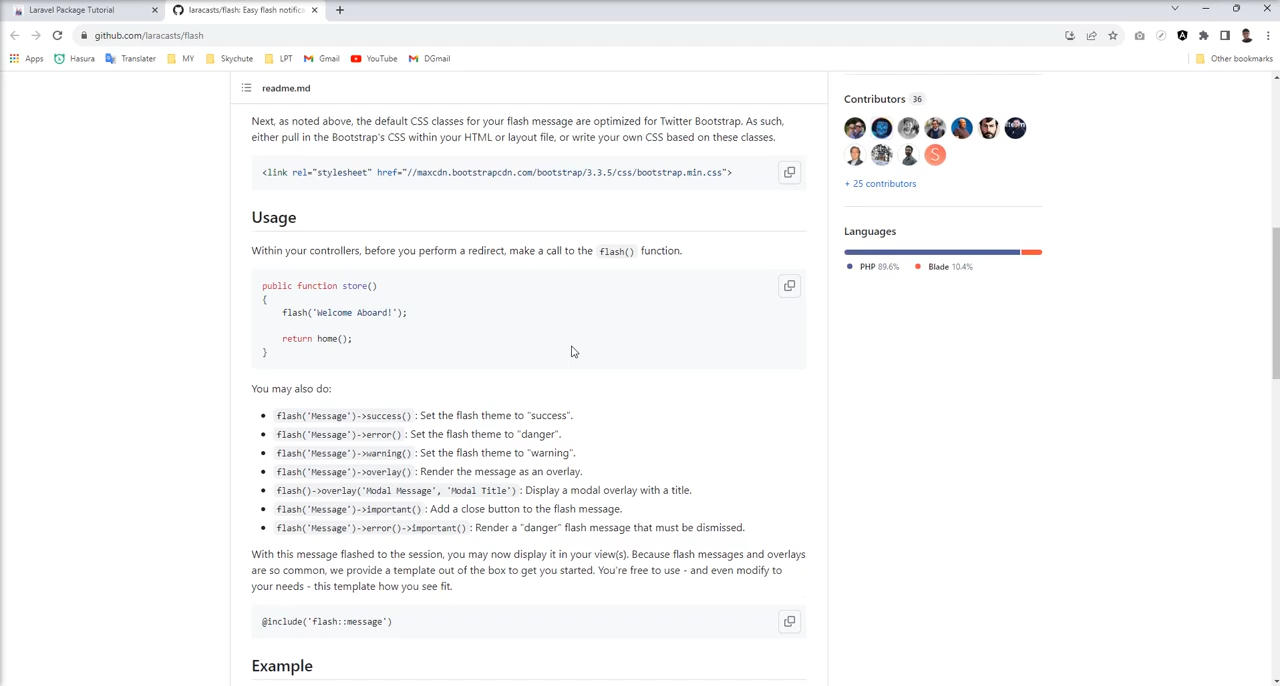 Laravel Package Tutorial
laracasts/flash: Easy flash notifica
github.com/laracasts/flash
Apps Hasura Translater MY Skychute LPT Gmail YouTube DGmail Other bookmarks
readme.md
Next, as noted above, the default CSS classes for your flash message are optimized for Twitter Bootstrap. As such,
either pull in the Bootstrap's CSS within your HTML or layout file, or write your own CSS based on these classes.
<link rel="stylesheet" href="//maxcdn.bootstrapcdn.com/bootstrap/3.3.5/css/bootstrap.min.css">
Usage
Within your controllers, before you perform a redirect, make a call to the flash() function.
public function store()
{
flash('Welcome Aboard!');
return home();
}
You may also do:
flash('Message')->success() : Set the flash theme to "success".
flash('Message')->error() : Set the flash theme to "danger".
flash('Message')->warning() : Set the flash theme to "warning".
flash('Message')->overlay() : Render the message as an overlay.
flash()->overlay('Modal Message', 'Modal Title') : Display a modal overlay with a title.
flash('Message')->important() : Add a close button to the flash message.
flash('Message')->error()->important() : Render a "danger" flash message that must be dismissed.
With this message flashed to the session, you may now display it in your view(s). Because flash messages and overlays
are so common, we provide a template out of the box to get you started. You're free to use - and even modify to
your needs - this template how you see fit.
@include('flash::message')
Example
Contributors 36
S
+ 25 contributors
Languages
PHP 89.6% Blade 10.4%